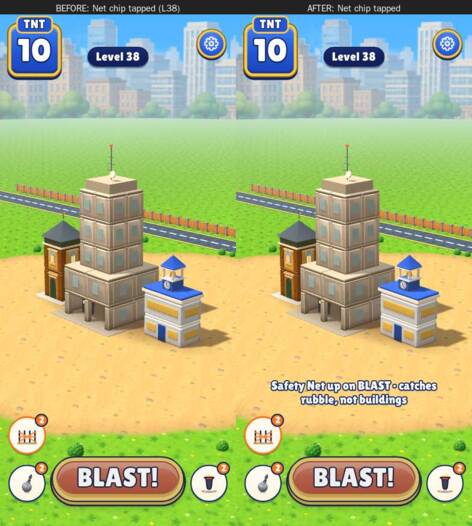 BEFORE: Net chip tapped (L38)
TNT
10
Level 38
2
2
2
BLAST!
AFTER: Net chip tapped
TNT
10
Level 38
Safety Net up on BLAST - catches
rubble, not buildings
2
2
2
BLAST!